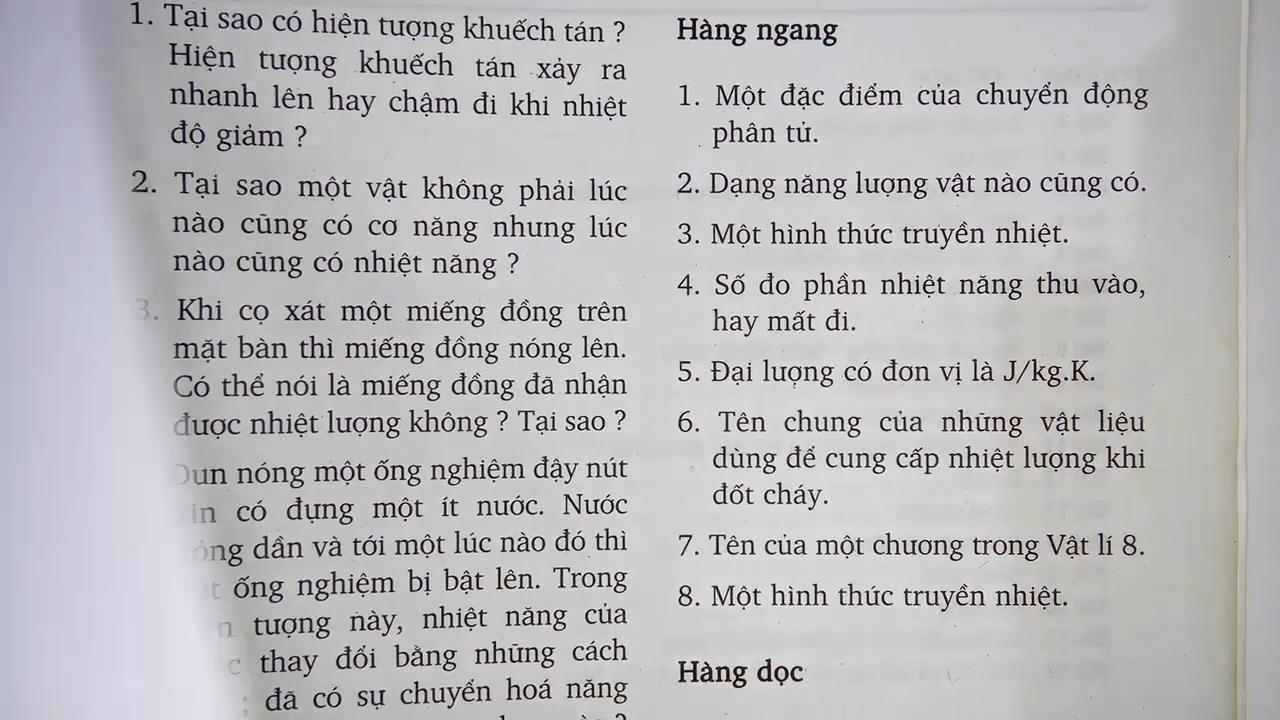 1. Tại sao có hiện tượng khuếch tán ?
Hiện tượng khuếch tán xảy ra
nhanh lên hay chậm đi khi nhiệt
độ giảm ?
2. Tại sao một vật không phải lúc
nào cũng có cơ năng nhưng lúc
nào cũng có nhiệt năng ?
3. Khi cọ xát một miếng đồng trên
mặt bàn thì miếng đồng nóng lên.
Có thể nói là miếng đồng đã nhận
được nhiệt lượng không ? Tại sao ?
Đun nóng một ống nghiệm đậy nút
có đựng một ít nước. Nước
dần và tới một lúc nào đó thì
ống nghiệm bị bật lên. Trong
tượng này, nhiệt năng của
thay đổi bằng những cách
; đã có sự chuyển hoá năng
Hàng ngang
1. Một đặc điểm của chuyển động
phân tử.
2. Dạng năng lượng vật nào cũng có.
3. Một hình thức truyền nhiệt.
4. Số đo phần nhiệt năng thu vào,
hay mất đi.
5. Đại lượng có đơn vị là J/kg.K.
6. Tên chung của những vật liệu
dùng để cung cấp nhiệt lượng khi
đốt cháy.
7. Tên của một chương trong Vật lí 8.
8. Một hình thức truyền nhiệt.
Hàng dọc